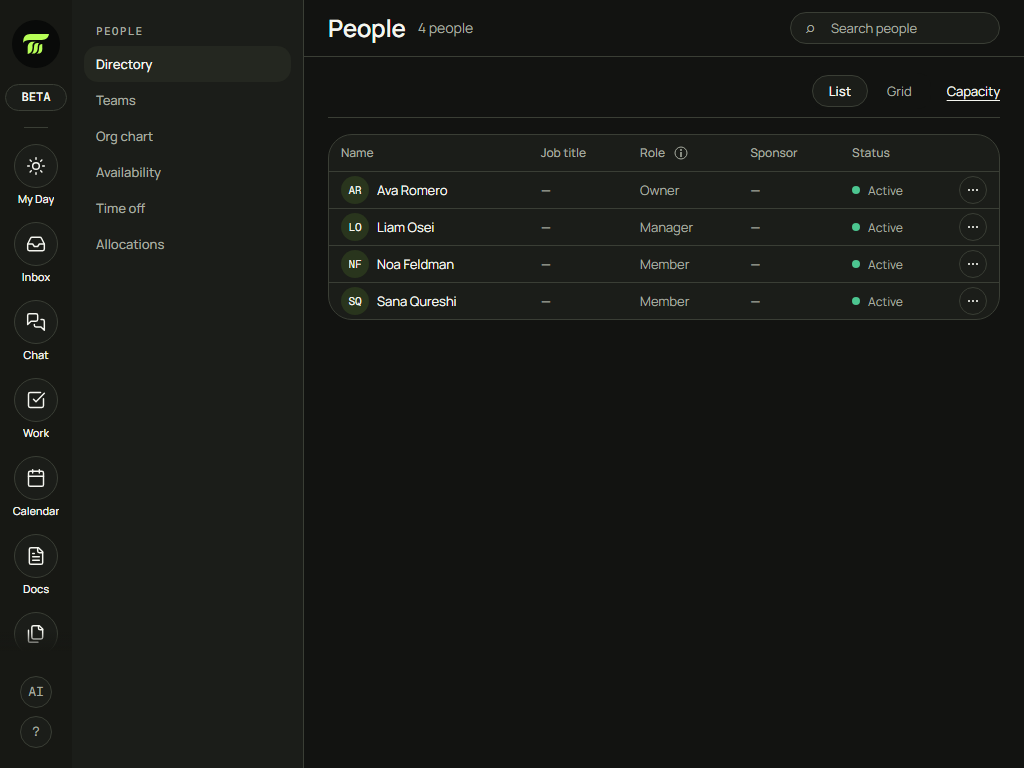 BETA
My Day
Inbox
Chat
Work
Calendar
Docs
AI
?
PEOPLE
Directory
Teams
Org chart
Availability
Time off
Allocations
People 4 people
Search people
List Grid Capacity
Name Job title Role Sponsor Status
AR Ava Romero — Owner — Active
LO Liam Osei — Manager — Active
NF Noa Feldman — Member — Active
SQ Sana Qureshi — Member — Active